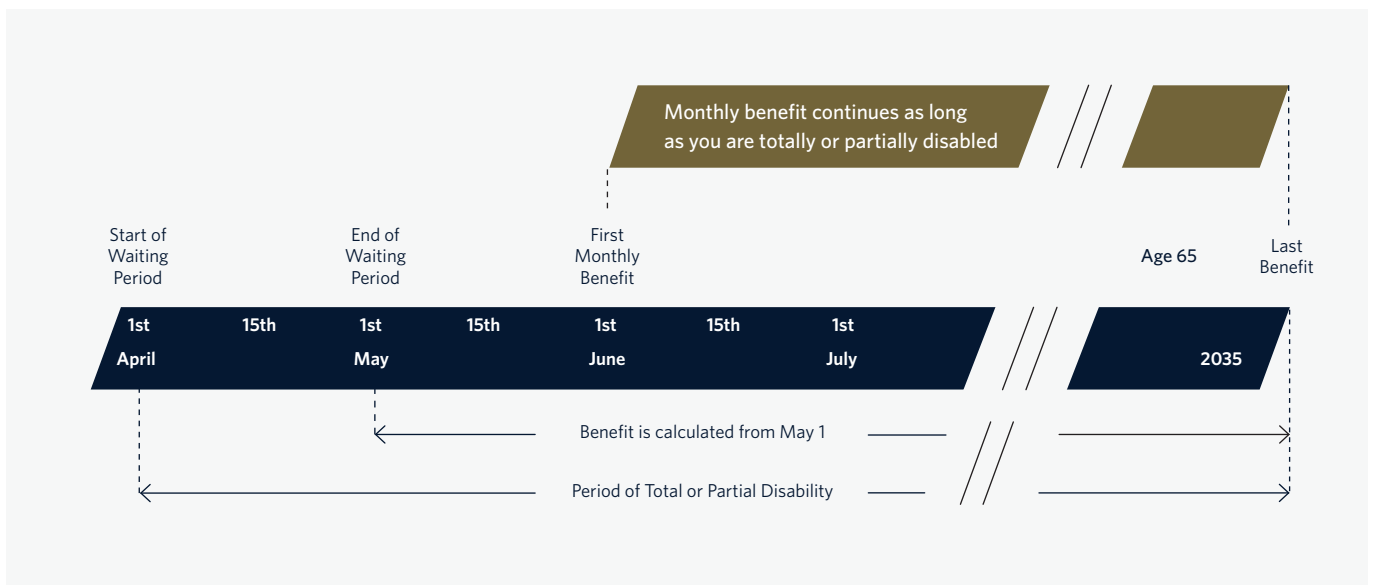 Monthly benefit continues as long
as you are totally or partially disabled
Start of
Waiting
Period
End of
Waiting
Period
First
Monthly
Benefit
Age 65
Last
Benefit
1st 15th 1st 15th 1st 15th 1st
April May June July 2035
Benefit is calculated from May 1
Period of Total or Partial Disability